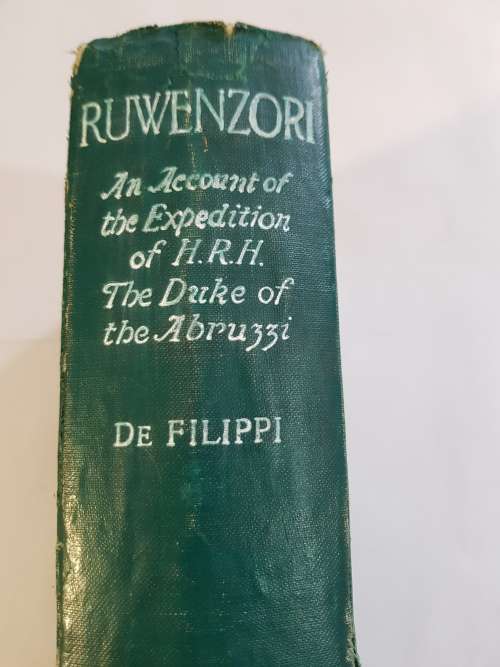 RUWENZORI
An Account of
the Expedition
of H.R.H.
The Duke of
the Abruzzi
DE FILIPPI